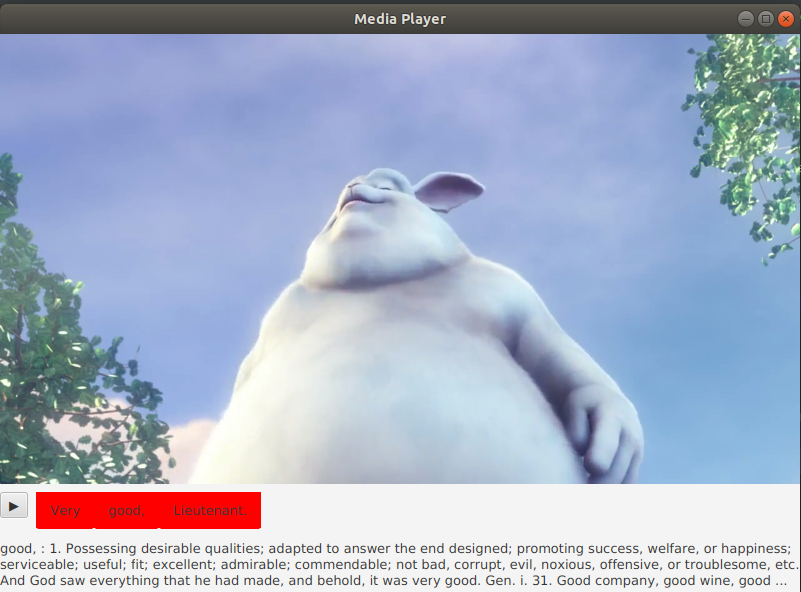 Media Player
Very good, Lieutenant.
good, : 1. Possessing desirable qualities; adapted to answer the end designed; promoting success, welfare, or happiness;
serviceable; useful; fit; excellent; admirable; commendable; not bad, corrupt, evil, noxious, offensive, or troublesome, etc.
And God saw everything that he had made, and behold, it was very good. Gen. i. 31. Good company, good wine, good ...